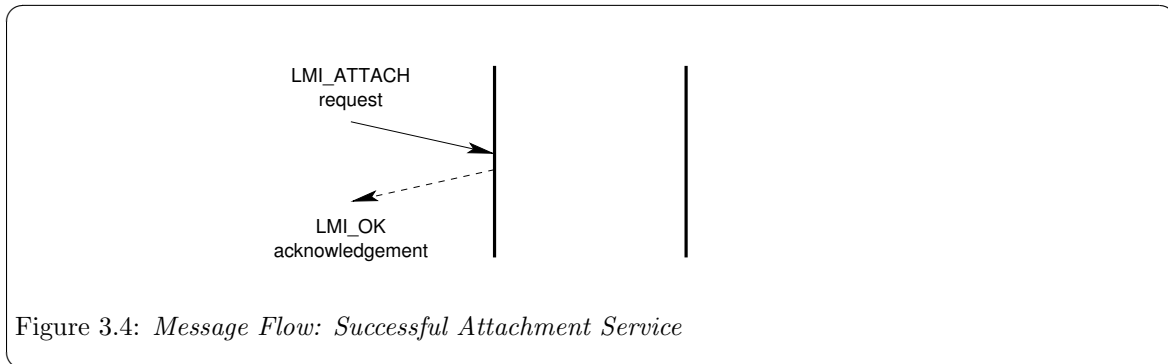 LMI_ATTACH
request
LMI_OK
acknowledgement
Figure 3.4: Message Flow: Successful Attachment Service